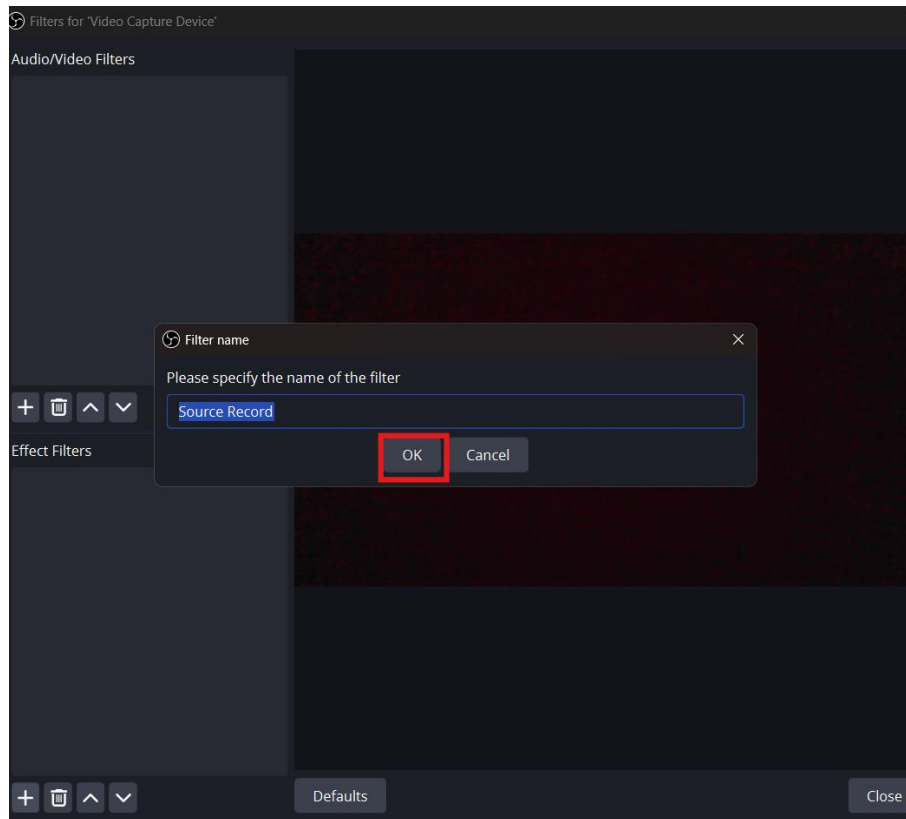 Filters for 'Video Capture Device'
Audio/Video Filters
Filter name
Please specify the name of the filter
Source Record
OK Cancel
Effect Filters
Defaults Close